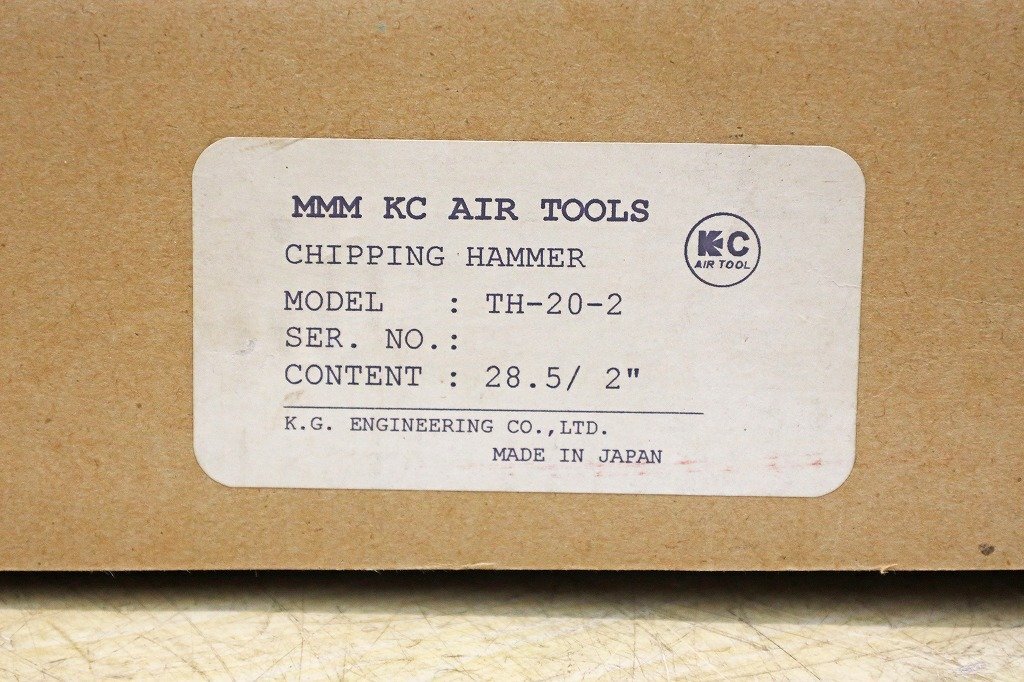 MMM KC AIR TOOLS
CHIPPING HAMMER
KC
AIR TOOL
MODEL : TH-20-2
SER. NO.:
CONTENT : 28.5/ 2"
K.G. ENGINEERING CO.,LTD.
MADE IN JAPAN